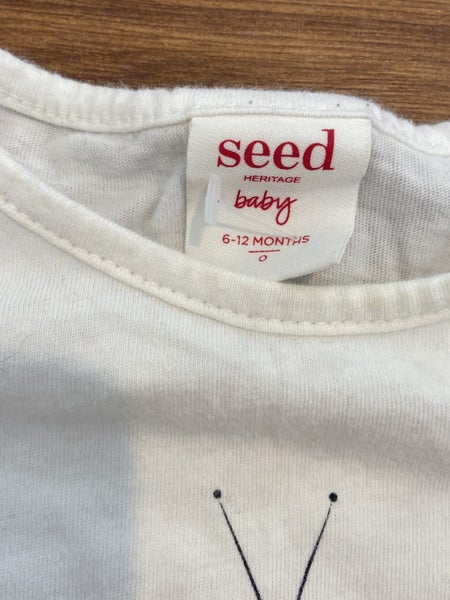 seed
HERITAGE
baby
6-12 MONTHS
0